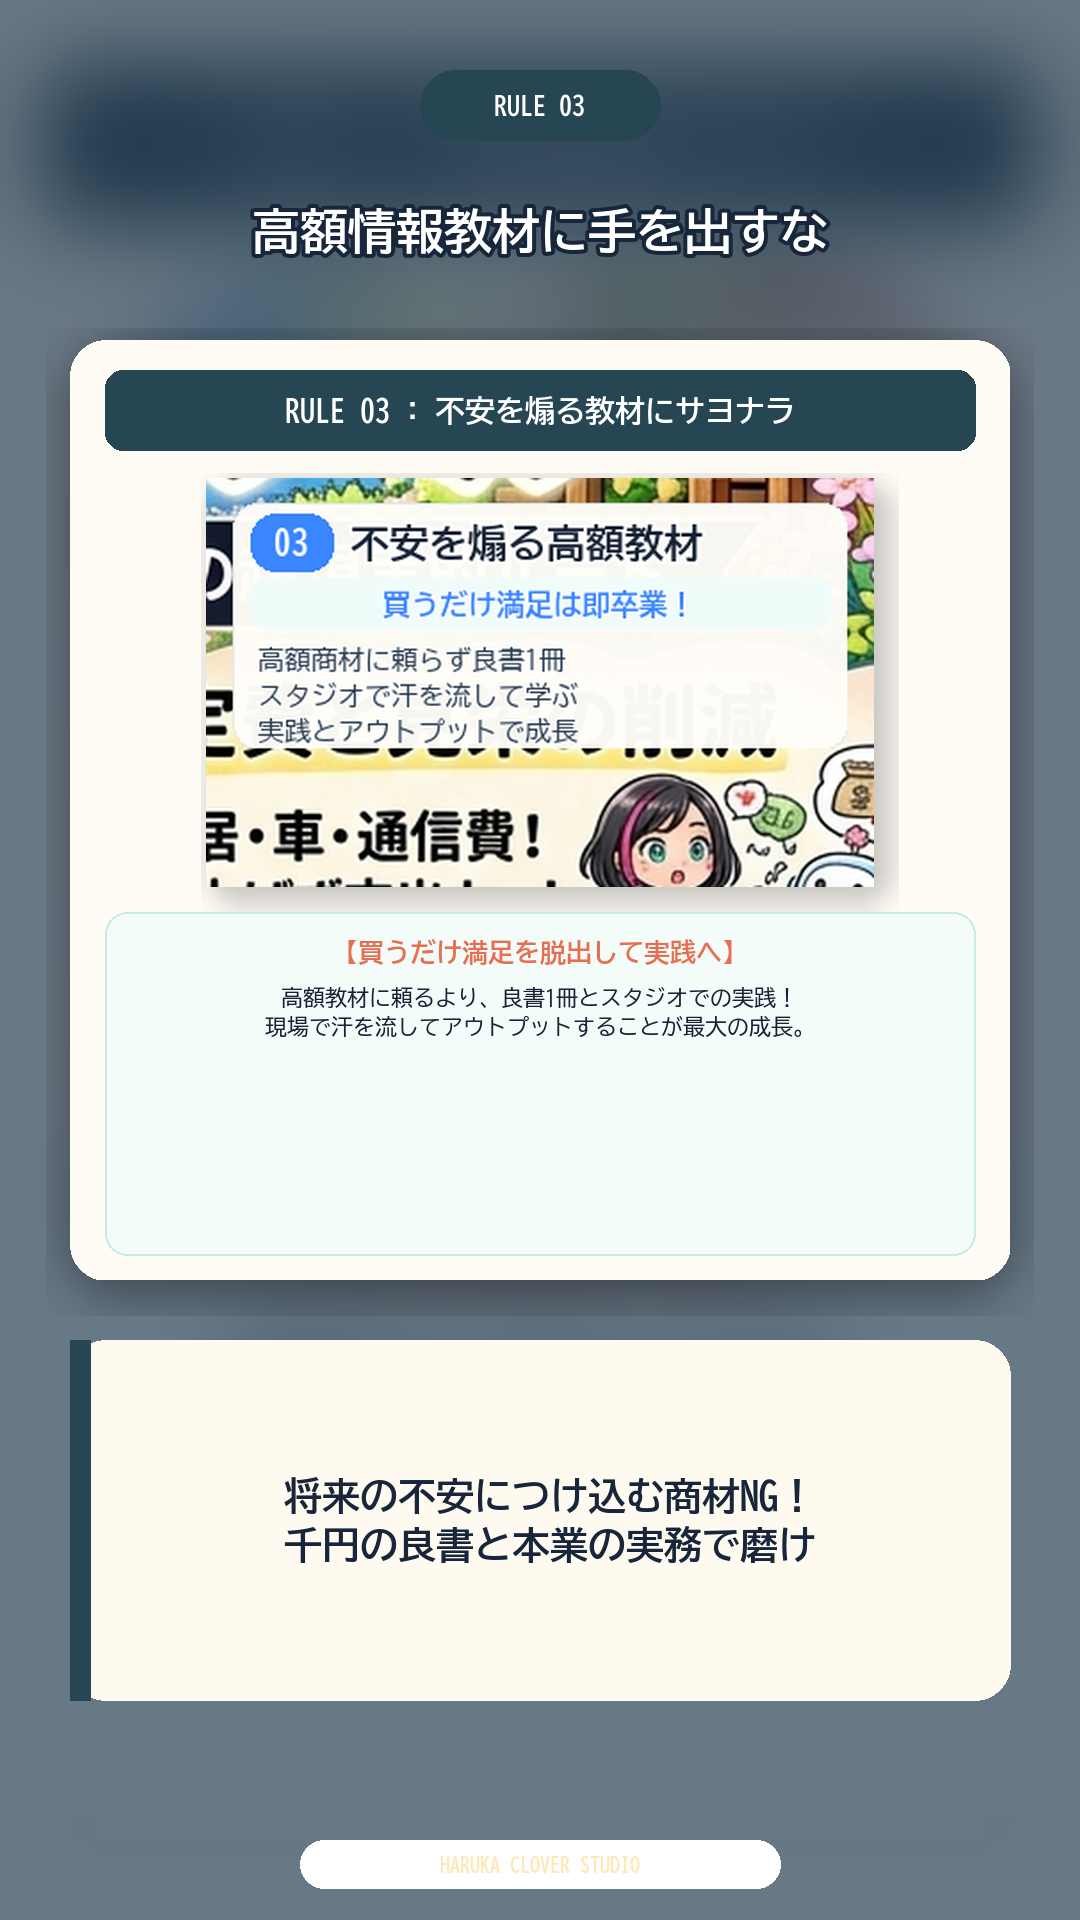 RULE 03
高額情報教材に手を出すな
RULE 03 : 不安を煽る教材にサヨナラ
03 不安を煽る高額教材
買うだけ満足は即卒業！
高額商材に頼らず良書1冊
スタジオで汗を流して学ぶ
実践とアウトプットで成長
の削減
居・車・通信費！
【買うだけ満足を脱出して実践へ】
高額教材に頼るより、良書1冊とスタジオでの実践！
現場で汗を流してアウトプットすることが最大の成長。
将来の不安につけ込む商材NG！
千円の良書と本業の実務で磨け
HARUKA CLOVER STUDIO